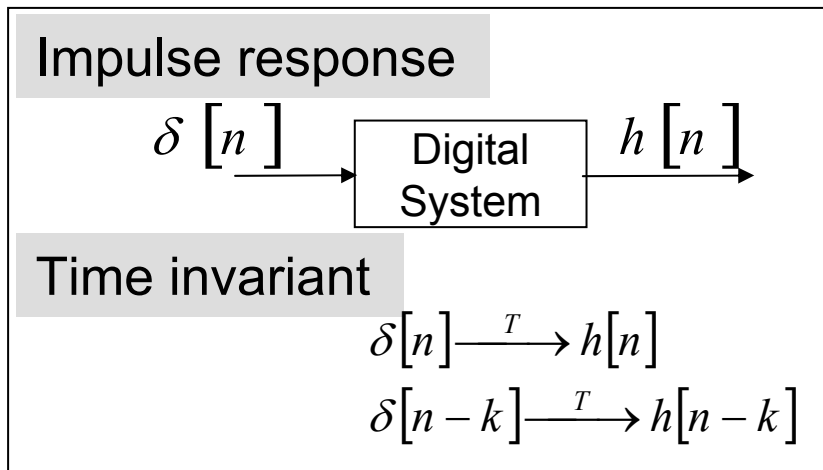 Impulse response
δ [n ]
Digital
System
h [n ]
Time invariant
δ[n] —T→ h[n]
δ[n − k] —T→ h[n − k]